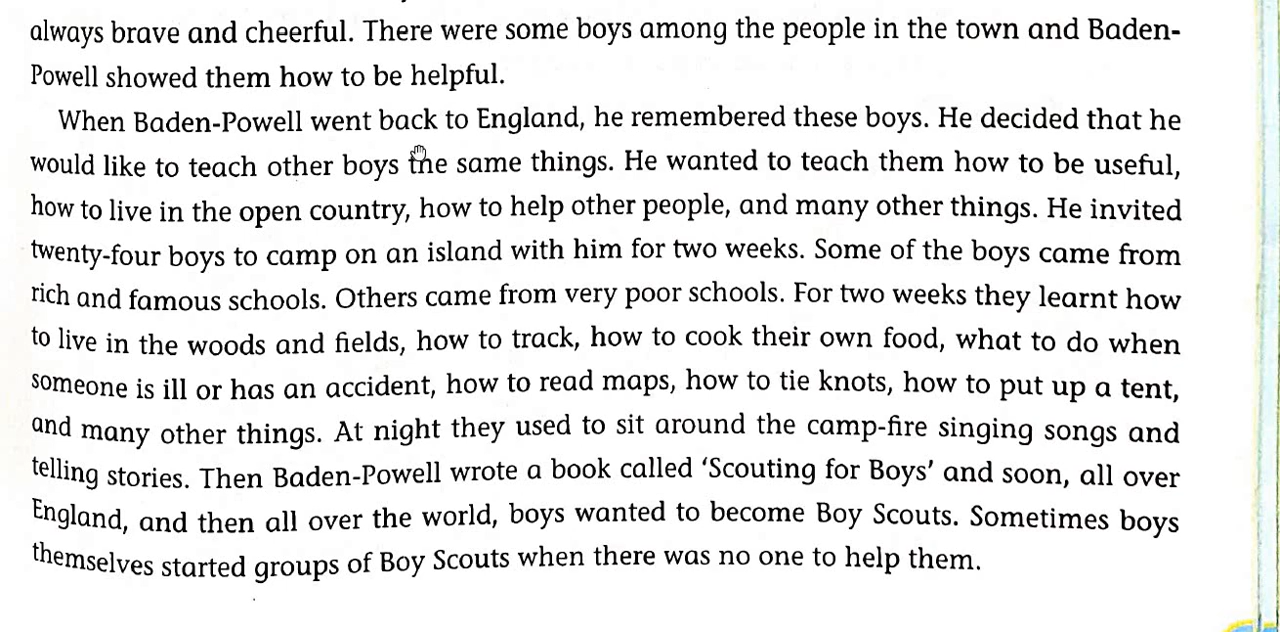 always brave and cheerful. There were some boys among the people in the town and Baden-
Powell showed them how to be helpful.
When Baden-Powell went back to England, he remembered these boys. He decided that he
would like to teach other boys the same things. He wanted to teach them how to be useful,
how to live in the open country, how to help other people, and many other things. He invited
twenty-four boys to camp on an island with him for two weeks. Some of the boys came from
rich and famous schools. Others came from very poor schools. For two weeks they learnt how
to live in the woods and fields, how to track, how to cook their own food, what to do when
someone is ill or has an accident, how to read maps, how to tie knots, how to put up a tent,
and many other things. At night they used to sit around the camp-fire singing songs and
telling stories. Then Baden-Powell wrote a book called ‘Scouting for Boys’ and soon, all over
England, and then all over the world, boys wanted to become Boy Scouts. Sometimes boys
themselves started groups of Boy Scouts when there was no one to help them.